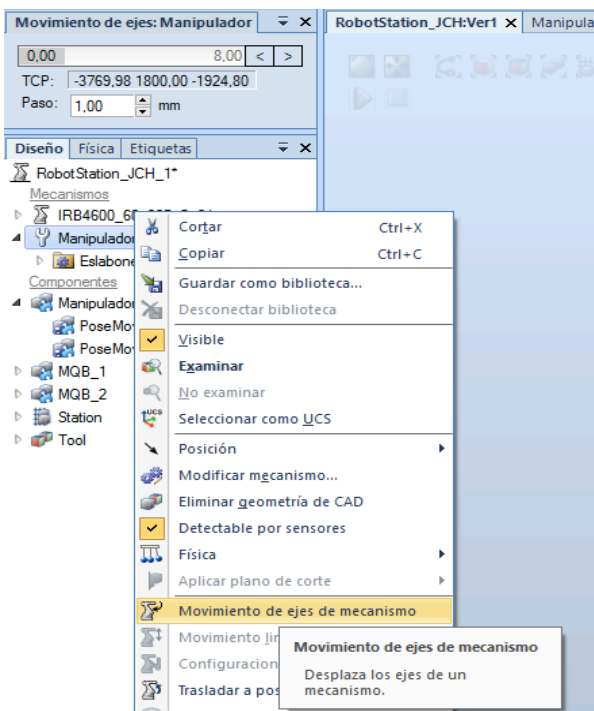 Movimiento de ejes: Manipulador
RobotStation_JCH:Ver1
Manipula
0,00 8,00 < >
TCP: -3769,98 1800,00 -1924,80
Paso: 1,00 mm
Diseño Física Etiquetas
RobotStation_JCH_1*
Mecanismos
IRB4600_60
Manipulador
Eslabone
Componentes
Manipulador
PoseMo
PoseMo
MQB_1
MQB_2
Station
Tool
Cortar Ctrl+X
Copiar Ctrl+C
Guardar como biblioteca...
Desconectar biblioteca
Visible
Examinar
No examinar
UCS
Seleccionar como UCS
Posición
Modificar mecanismo...
Eliminar geometría de CAD
Detectable por sensores
Física
Aplicar plano de corte
Movimiento de ejes de mecanismo
Movimiento lin
Configuracion
Trasladar a pos
Movimiento de ejes de mecanismo
Desplaza los ejes de un
mecanismo.